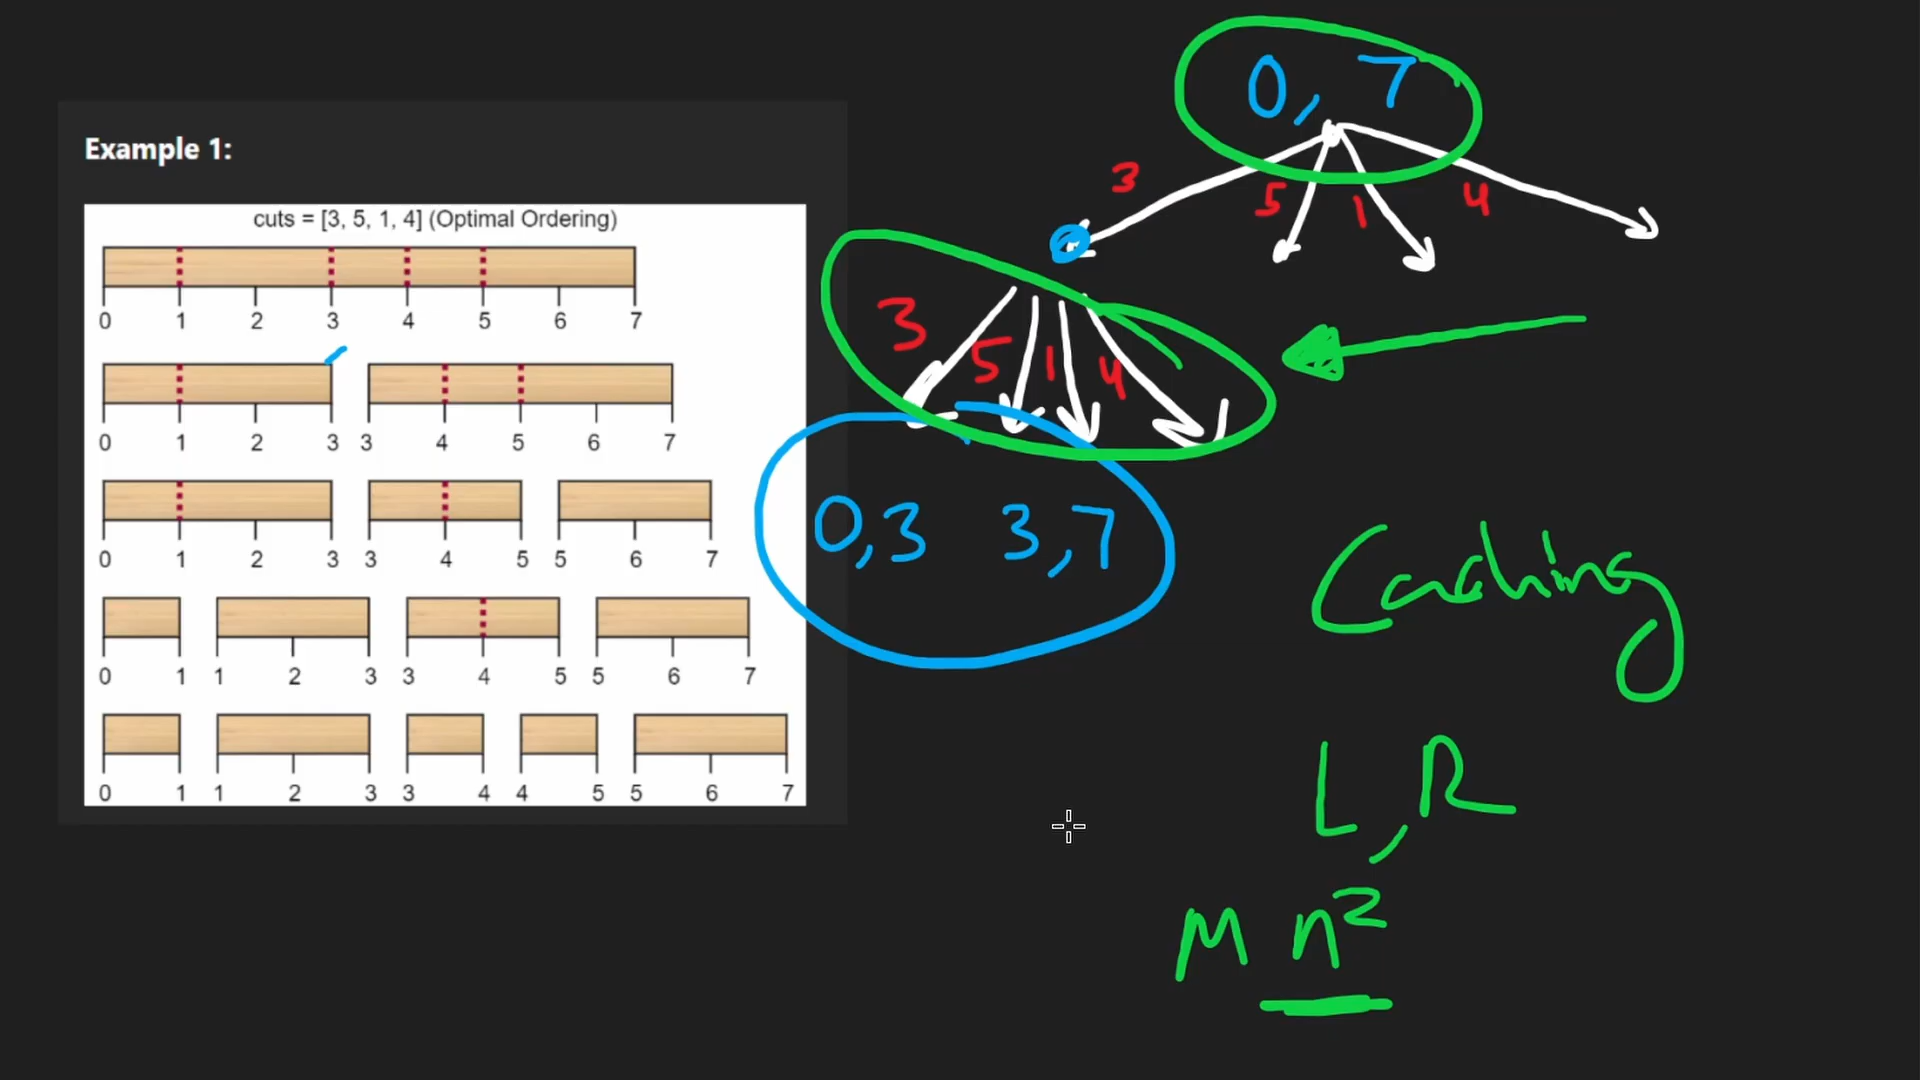 Example 1:
cuts = [3, 5, 1, 4] (Optimal Ordering)
0 1 2 3 4 5 6 7
0 1 2 3 3 4 5 6 7
0 1 2 3 3 4 5 5 6 7
0 1 1 2 3 3 4 5 5 6 7
0 1 1 2 3 3 4 4 5 5 6 7
0, 7
3 5 1 4
3 5 1 4
0,3 3,7
Caching
L, R
M n²